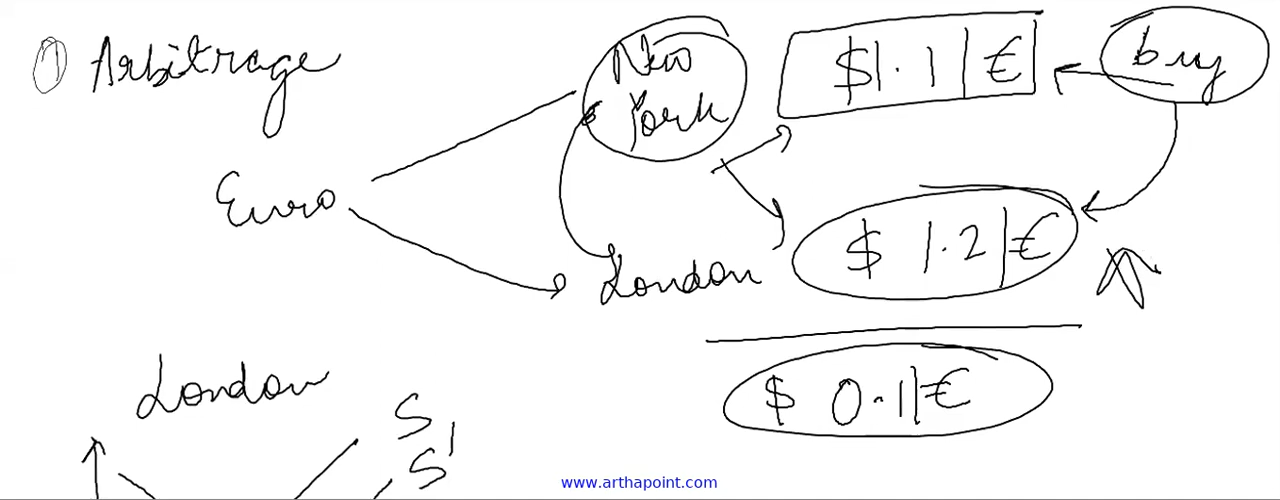 ① Arbitrage
New York
$1.1/€
buy
Euro
London
$ 1.2/€
$ 0.1/€
London
S
S'
www.arthapoint.com